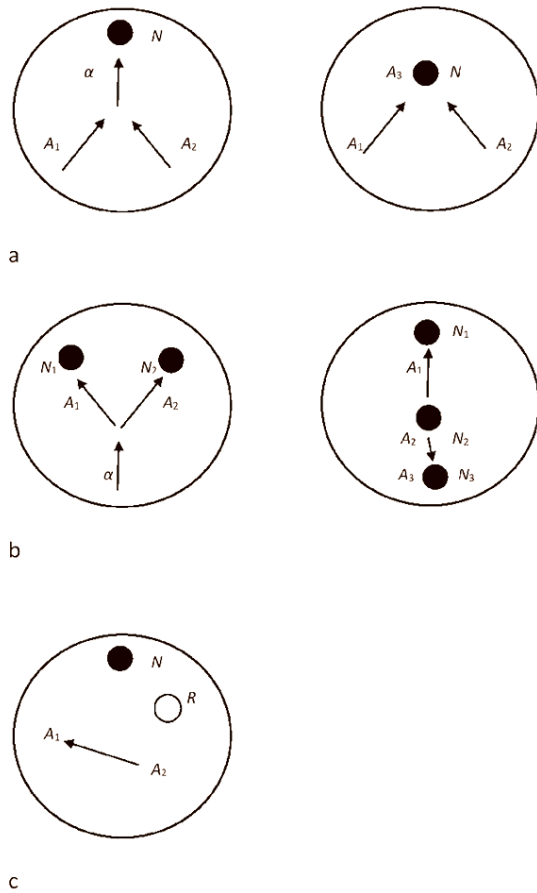 N
α
A₁ A₂
A₃ N
A₁ A₂
a
N₁ N₂
A₁ A₂
α
N₁
A₁
A₂ N₂
A₃ N₃
b
N
R
A₁
A₂
c